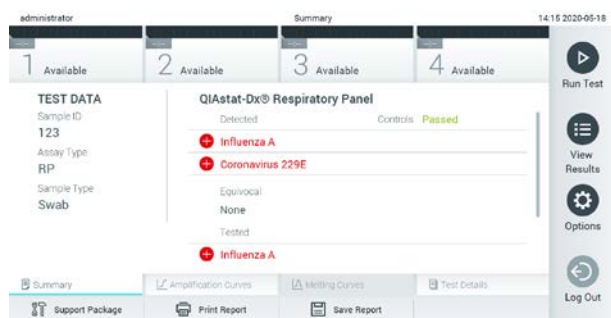 administrator Summary 14:15 2020-05-18
1 Available 2 Available 3 Available 4 Available
Run Test
TEST DATA
Sample ID
123
Assay Type
RP
Sample Type
Swab
QIAstat-Dx® Respiratory Panel
Detected Controls Passed
Influenza A
Coronavirus 229E
Equivocal
None
Tested
Influenza A
View
Results
Options
Log Out
Summary Amplification Curves Melting Curves Test Details
Support Package Print Report Save Report